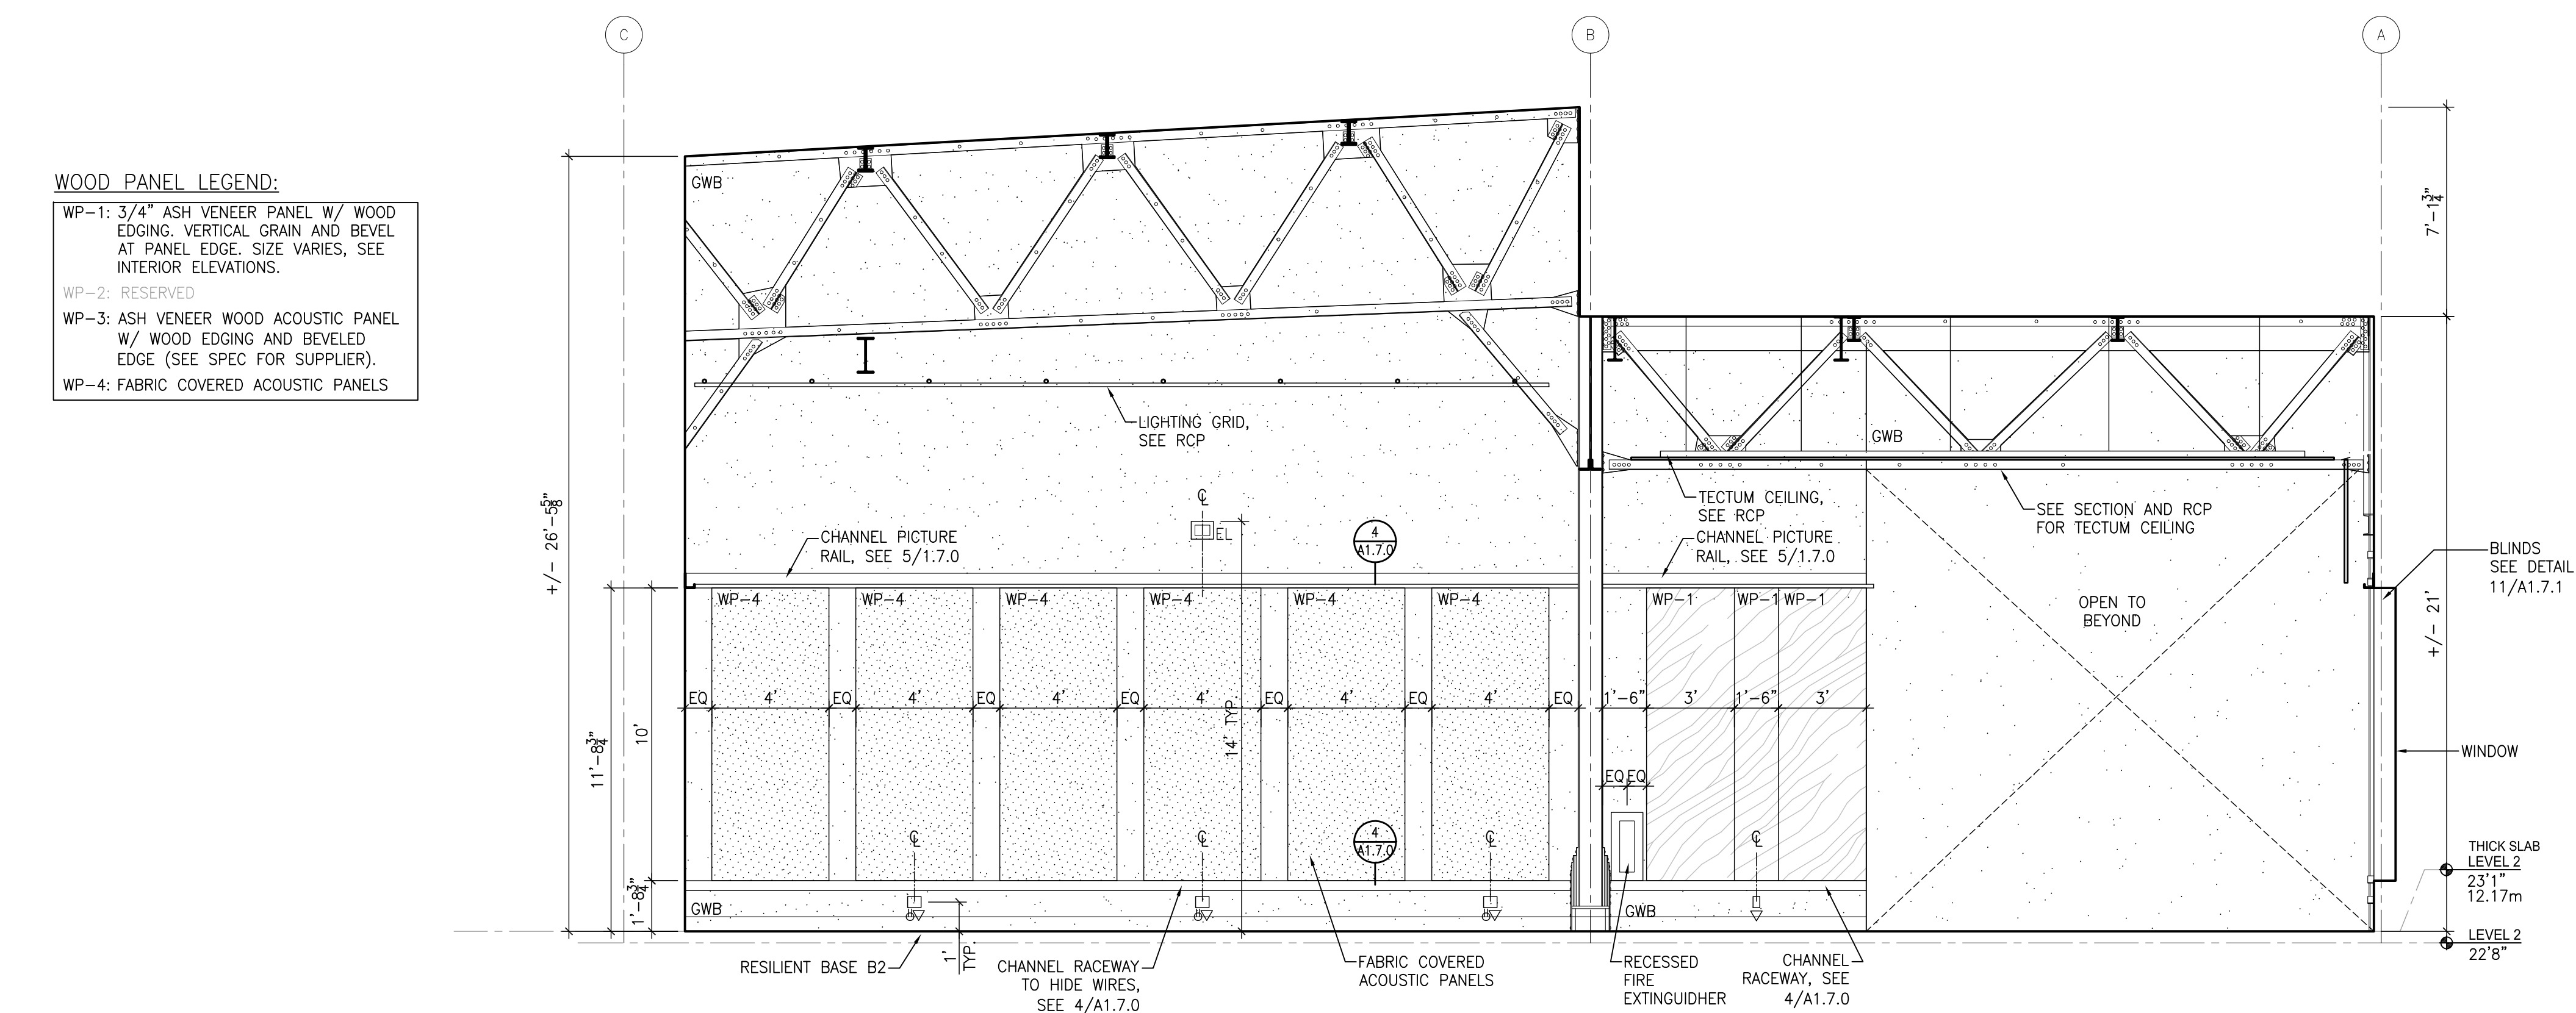 C
B
A
WOOD PANEL LEGEND:
WP-1: 3/4" ASH VENEER PANEL W/ WOOD
EDGING. VERTICAL GRAIN AND BEVEL
AT PANEL EDGE. SIZE VARIES, SEE
INTERIOR ELEVATIONS.
WP-2: RESERVED
WP-3: ASH VENEER WOOD ACOUSTIC PANEL
W/ WOOD EDGING AND BEVELED
EDGE (SEE SPEC FOR SUPPLIER).
WP-4: FABRIC COVERED ACOUSTIC PANELS
GWB
7'-1 3/4"
LIGHTING GRID,
SEE RCP
GWB
+/- 26'-5 5/8"
TECTUM CEILING,
SEE RCP
SEE SECTION AND RCP
FOR TECTUM CEILING
℄
EL
4
A1.7.0
CHANNEL PICTURE
RAIL, SEE 5/1.7.0
CHANNEL PICTURE
RAIL, SEE 5/1.7.0
BLINDS
SEE DETAIL
11/A1.7.1
WP-4
WP-4
WP-4
WP-4
WP-4
WP-4
WP-1
WP-1
WP-1
OPEN TO
BEYOND
+/- 21'
EQ 4' EQ 4' EQ 4' EQ 4' EQ 4' EQ 4' EQ 1'-6" 3' 1'-6" 3'
14' TYP.
10'
11'-8 3/4"
WINDOW
EQ EQ
℄
℄
℄
℄
4
A1.7.0
THICK SLAB
LEVEL 2
23'1"
12.17m
1'-8 3/4"
GWB
GWB
LEVEL 2
22'8"
1'
TYP.
RESILIENT BASE B2
CHANNEL RACEWAY
TO HIDE WIRES,
SEE 4/A1.7.0
FABRIC COVERED
ACOUSTIC PANELS
RECESSED
FIRE
EXTINGUIDHER
CHANNEL
RACEWAY, SEE
4/A1.7.0